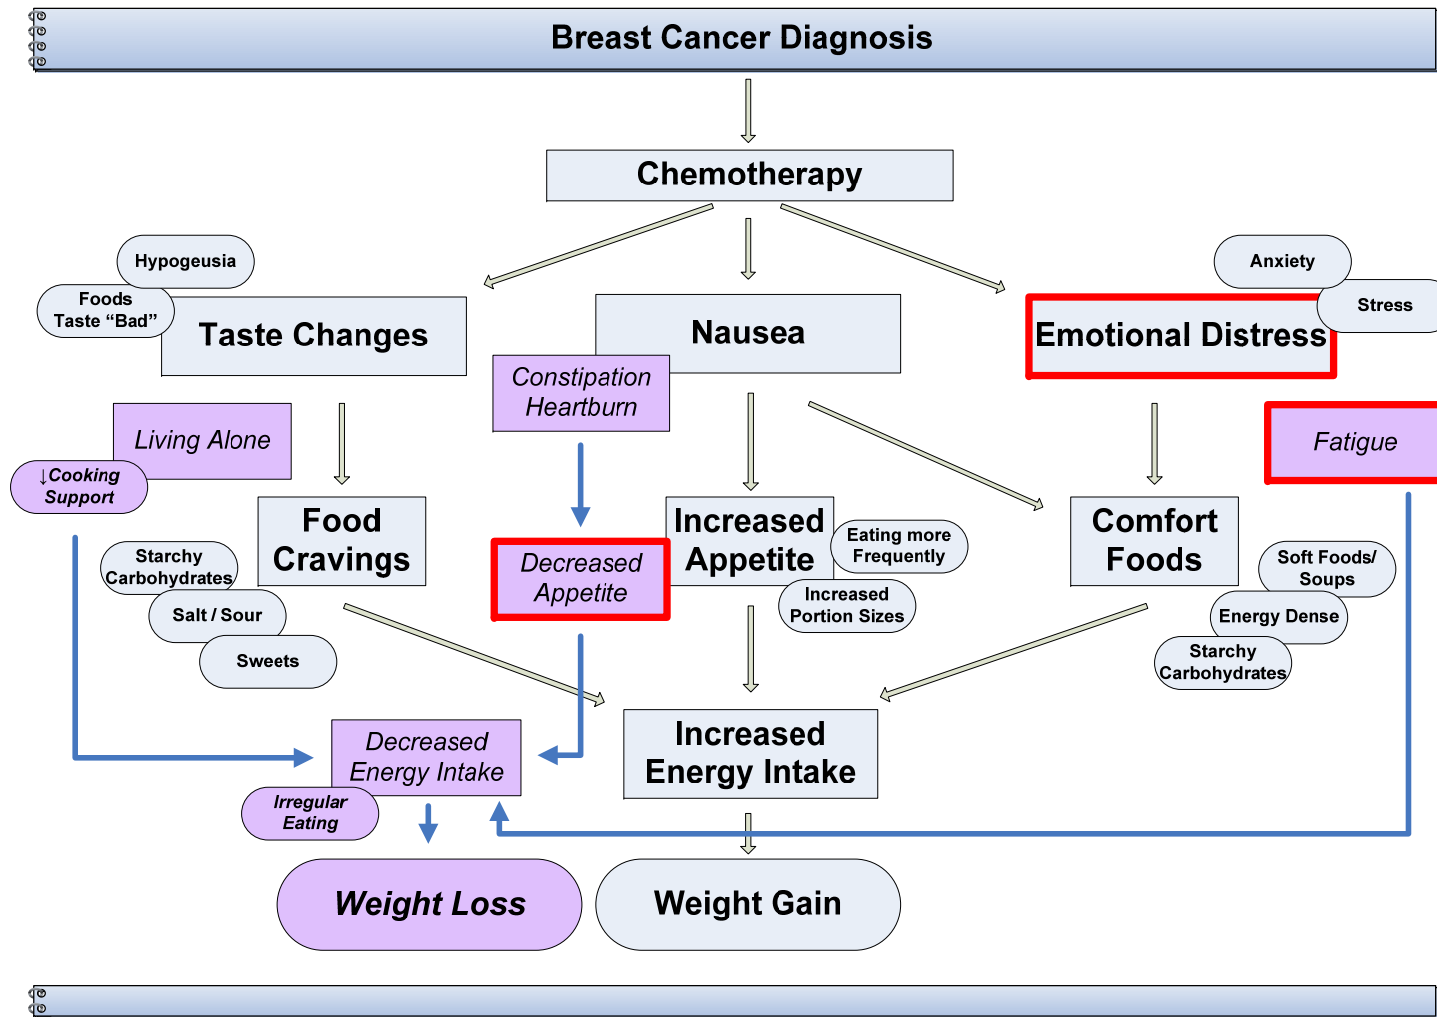 Breast Cancer Diagnosis
Chemotherapy
Hypogeusia
Foods
Taste “Bad”
Taste Changes
Nausea
Constipation
Heartburn
Anxiety
Stress
Emotional Distress
Living Alone
↓Cooking
Support
Fatigue
Food
Cravings
Starchy
Carbohydrates
Salt / Sour
Sweets
Decreased
Appetite
Increased
Appetite
Eating more
Frequently
Increased
Portion Sizes
Comfort
Foods
Soft Foods/
Soups
Energy Dense
Starchy
Carbohydrates
Decreased
Energy Intake
Irregular
Eating
Increased
Energy Intake
Weight Loss
Weight Gain